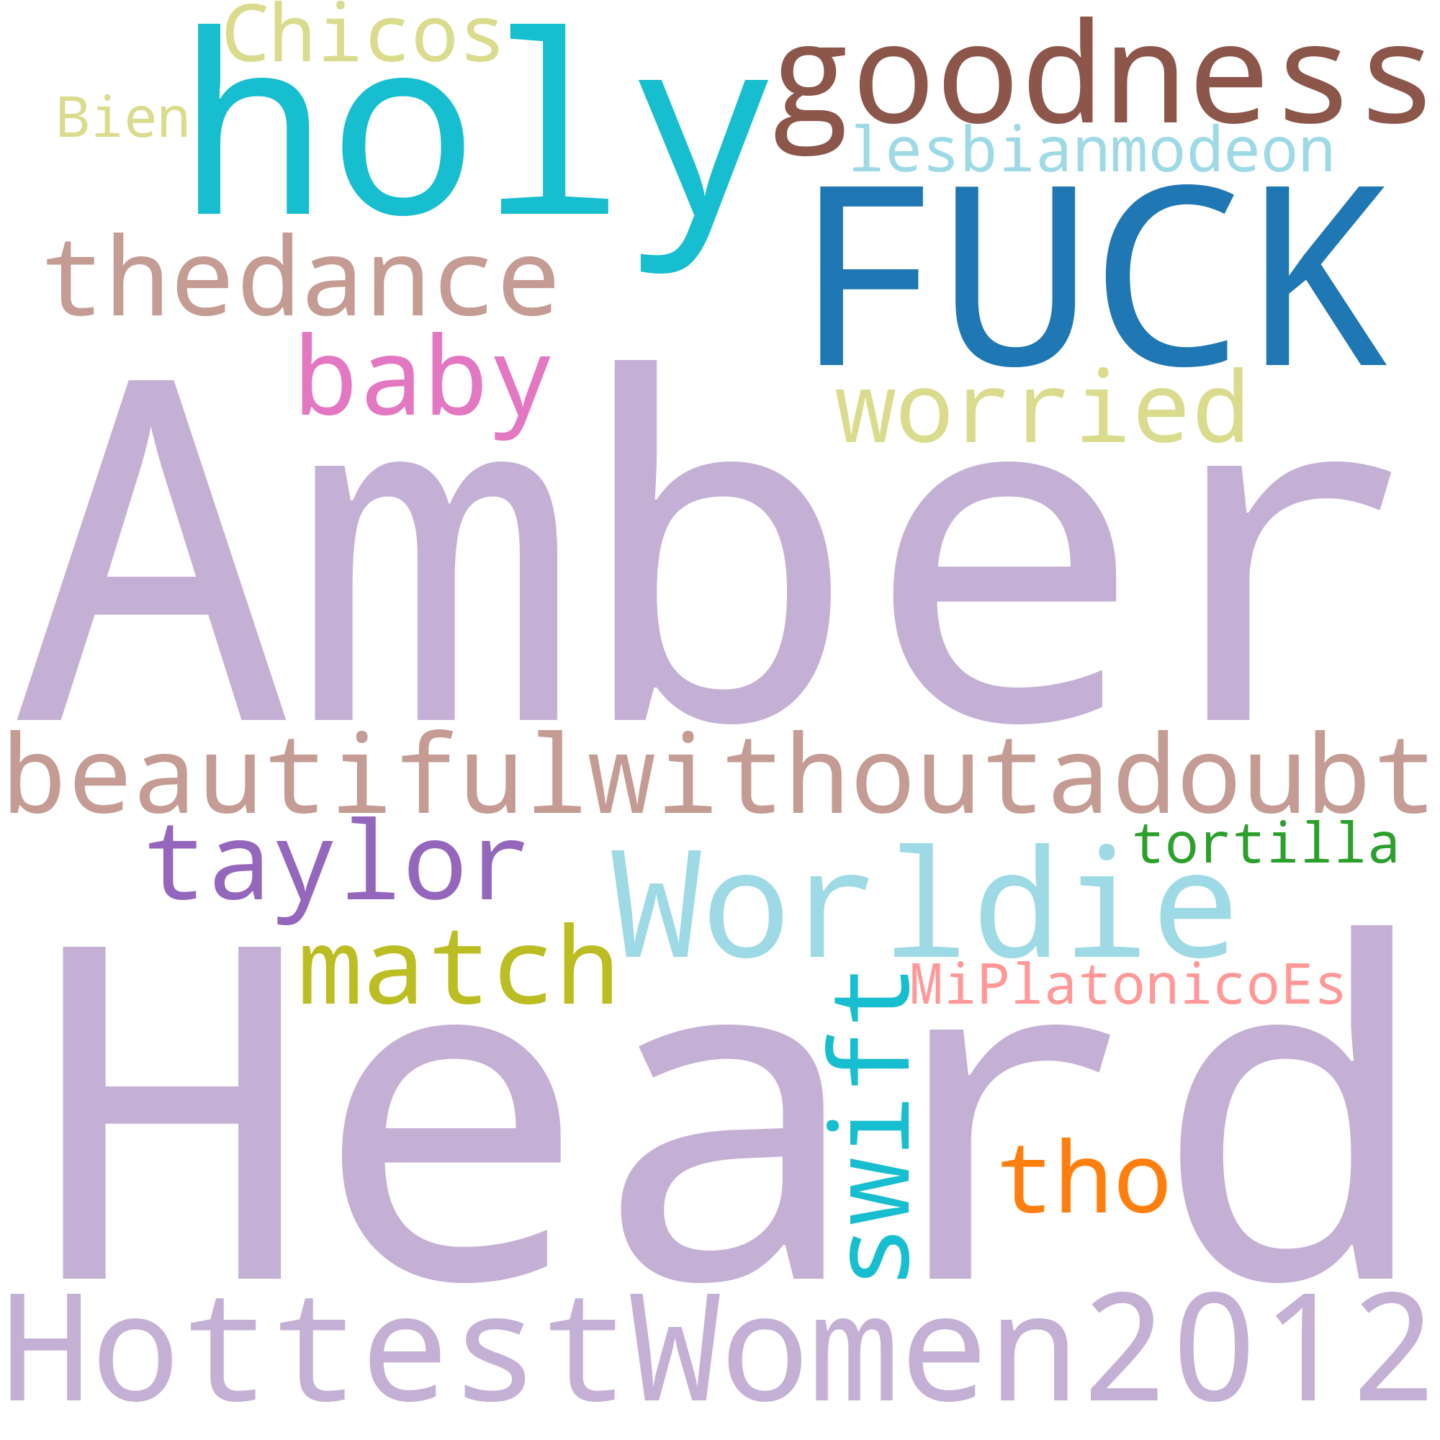 Chicos
holy
goodness
Bien
lesbianmodeon
FUCK
thedance
baby
worried
Amber
beautifulwithoutadoubt
taylor
tortilla
Worldie
match
MiPlatonicoEs
Heard
swift
tho
HottestWomen2012